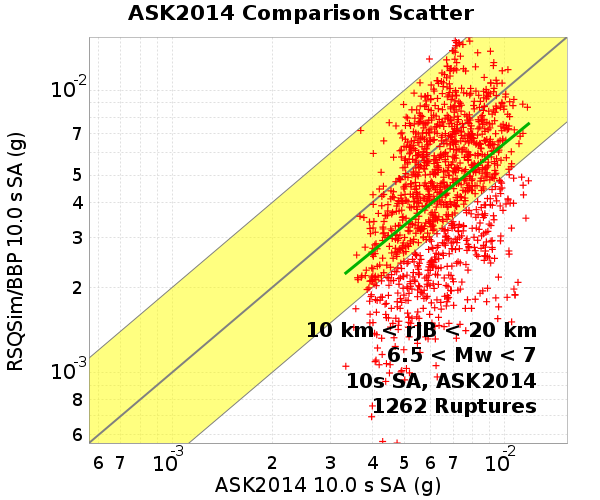 ASK2014 Comparison Scatter
RSQSim/BBP 10.0 s SA (g)
10-2
7
5
4
3
2
10-3
8
6
10 km < rJB < 20 km
6.5 < Mw < 7
10s SA, ASK2014
1262 Ruptures
6 7 10-3 2 3 4 5 6 7 10-2
ASK2014 10.0 s SA (g)